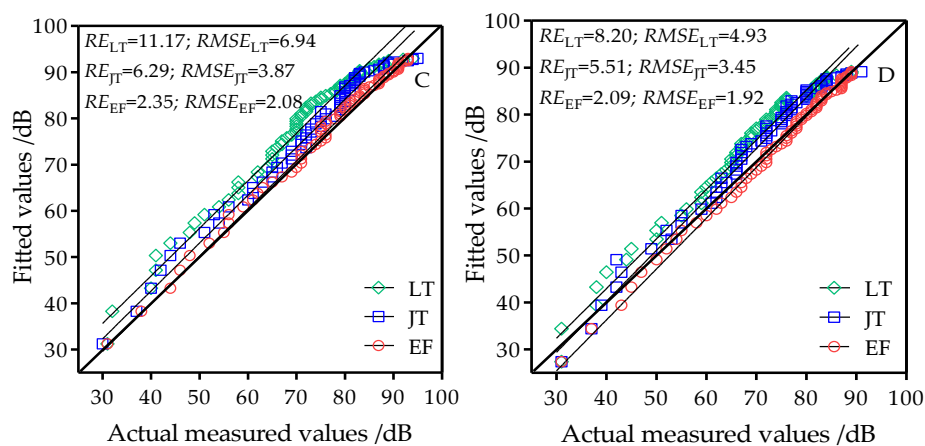 RE_LT=11.17; RMSE_LT=6.94
RE_JT=6.29; RMSE_JT=3.87
C
RE_EF=2.35; RMSE_EF=2.08
100
90
80
70
60
50
40
30
Fitted values /dB
LT
JT
EF
30 40 50 60 70 80 90 100
Actual measured values /dB
RE_LT=8.20; RMSE_LT=4.93
RE_JT=5.51; RMSE_JT=3.45
D
RE_EF=2.09; RMSE_EF=1.92
100
90
80
70
60
50
40
30
Fitted values /dB
LT
JT
EF
30 40 50 60 70 80 90 100
Actual measured values /dB